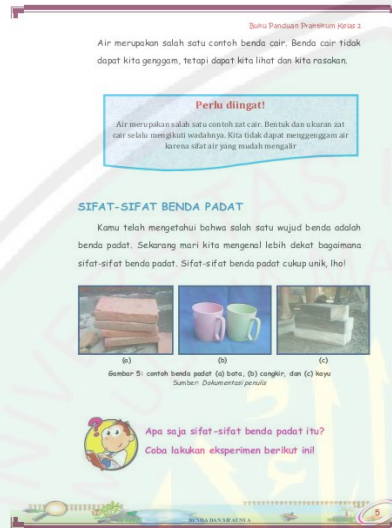 Buku Panduan Praktikum Kelas 2
Air merupakan salah satu contoh benda cair. Benda cair tidak
dapat kita genggam, tetapi dapat kita lihat dan kita rasakan.
Perlu diingat!
Air merupakan salah satu contoh zat cair. Bentuk dan ukuran zat
cair selalu mengikuti wadahnya. Kita tidak dapat menggenggam air
karena sifat air yang mudah mengalir
SIFAT-SIFAT BENDA PADAT
Kamu telah mengetahui bahwa salah satu wujud benda adalah
benda padat. Sekarang mari kita mengenal lebih dekat bagaimana
sifat-sifat benda padat. Sifat-sifat benda padat cukup unik, lho!
(a) (b) (c)
Gambar 5: contoh benda padat (a) bata, (b) cangkir, dan (c) kayu
Sumber: Dokumentasi penulis
Apa saja sifat-sifat benda padat itu?
Coba lakukan eksperimen berikut ini!
BENDA DAN SIFATNYA
5